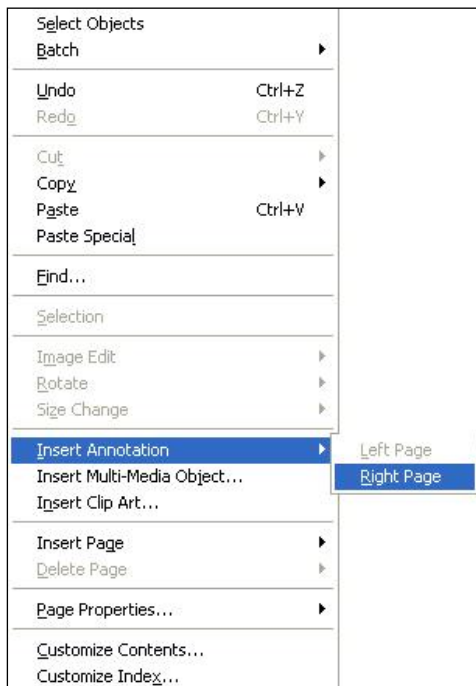 Select Objects
Batch
Undo Ctrl+Z
Redo Ctrl+Y
Cut
Copy
Paste Ctrl+V
Paste Special
Find...
Selection
Image Edit
Rotate
Size Change
Insert Annotation
Left Page
Insert Multi-Media Object...
Right Page
Insert Clip Art...
Insert Page
Delete Page
Page Properties...
Customize Contents...
Customize Index...